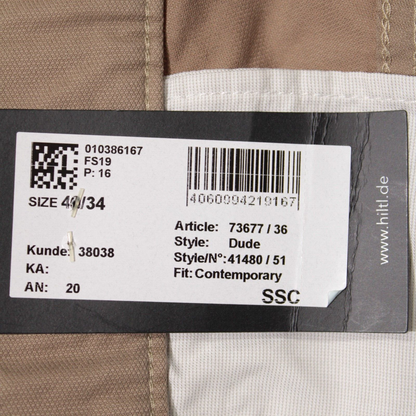 010386167
FS19
P: 16
SIZE 40/34
4060994219167
Kunde: 38038
KA:
AN: 20
Article: 73677 / 36
Style: Dude
Style/N°: 41480 / 51
Fit: Contemporary
SSC
www.hiltl.de